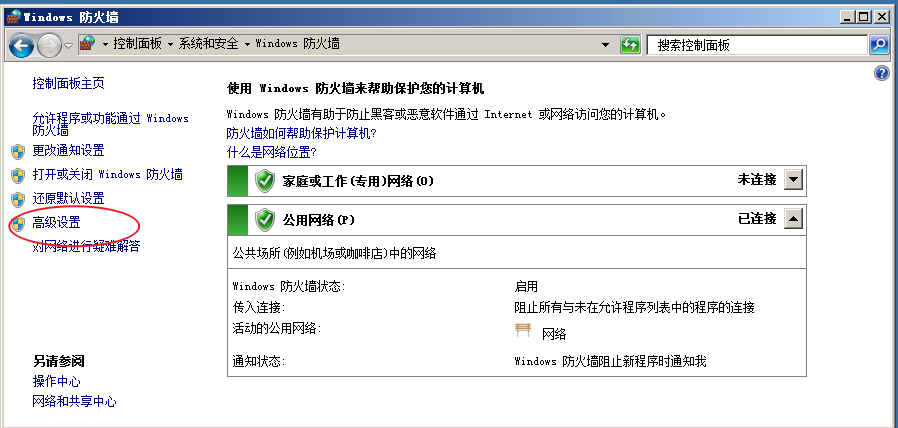 Windows 防火墙
控制面板 系统和安全 Windows 防火墙
搜索控制面板
控制面板主页
允许程序或功能通过 Windows
防火墙
更改通知设置
打开或关闭 Windows 防火墙
还原默认设置
高级设置
对网络进行疑难解答
另请参阅
操作中心
网络和共享中心
使用 Windows 防火墙来帮助保护您的计算机
Windows 防火墙有助于防止黑客或恶意软件通过 Internet 或网络访问您的计算机。
防火墙如何帮助保护计算机?
什么是网络位置?
家庭或工作(专用)网络(O) 未连接
公用网络(P) 已连接
公共场所(例如机场或咖啡店)中的网络
Windows 防火墙状态: 启用
传入连接: 阻止所有与未在允许程序列表中的程序的连接
活动的公用网络: 网络
通知状态: Windows 防火墙阻止新程序时通知我